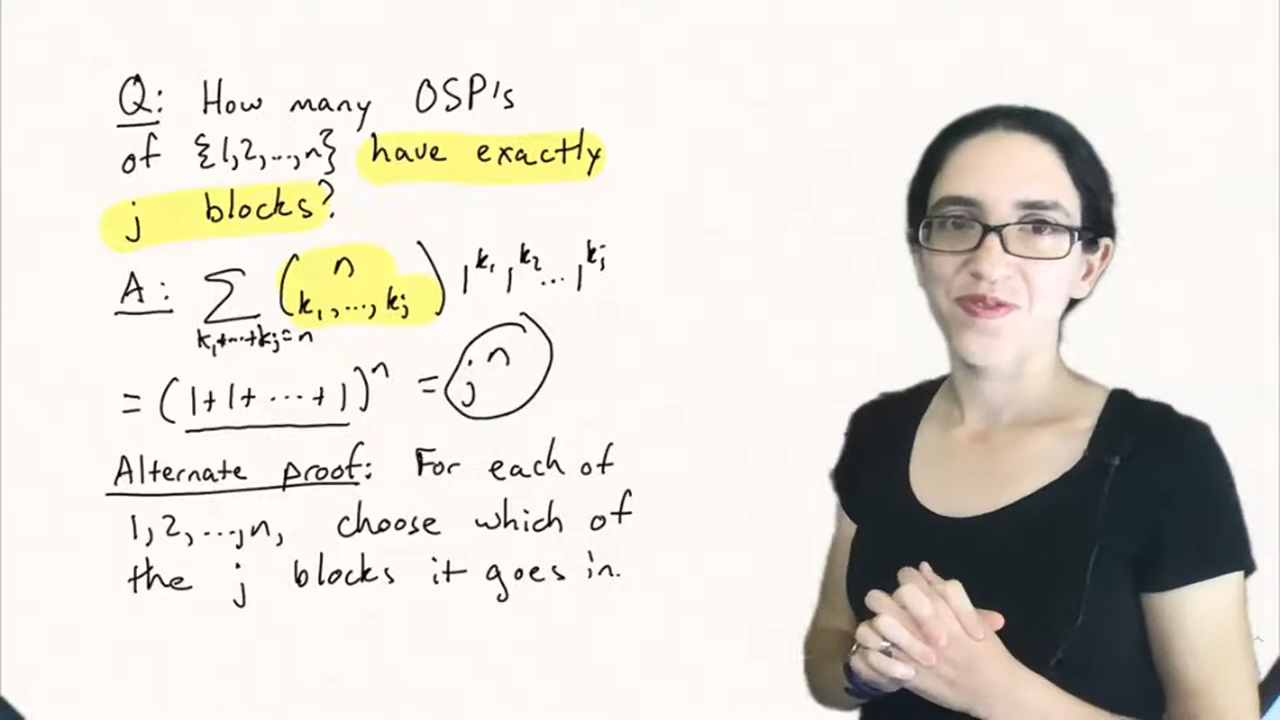 Q: How many OSP's
of {1,2,...,n} have exactly
j blocks?
A: ∑_{k₁+...+kⱼ=n} (n / k₁,...,kⱼ) 1^{k₁} 1^{k₂} ... 1^{kⱼ}
= (1+1+...+1)^n = j^n
Alternate proof: For each of
1,2,...,n, choose which of
the j blocks it goes in.